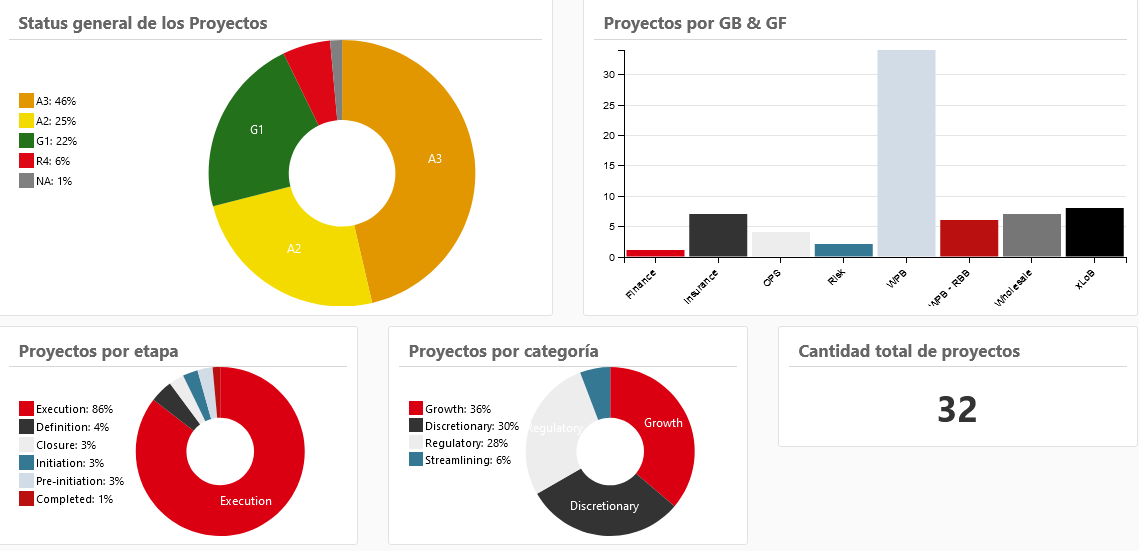 Status general de los Proyectos
A3: 46%
A2: 25%
G1: 22%
R4: 6%
NA: 1%
G1
A3
A2
Proyectos por GB & GF
30
25
20
15
10
5
0
Finance
Insurance
OPS
Risk
WPB
WPB - RBB
Wholesale
xLoB
Proyectos por etapa
Execution: 86%
Definition: 4%
Closure: 3%
Initiation: 3%
Pre-initiation: 3%
Completed: 1%
Execution
Proyectos por categoría
Growth: 36%
Discretionary: 30%
Regulatory: 28%
Streamlining: 6%
Regulatory
Growth
Discretionary
Cantidad total de proyectos
32